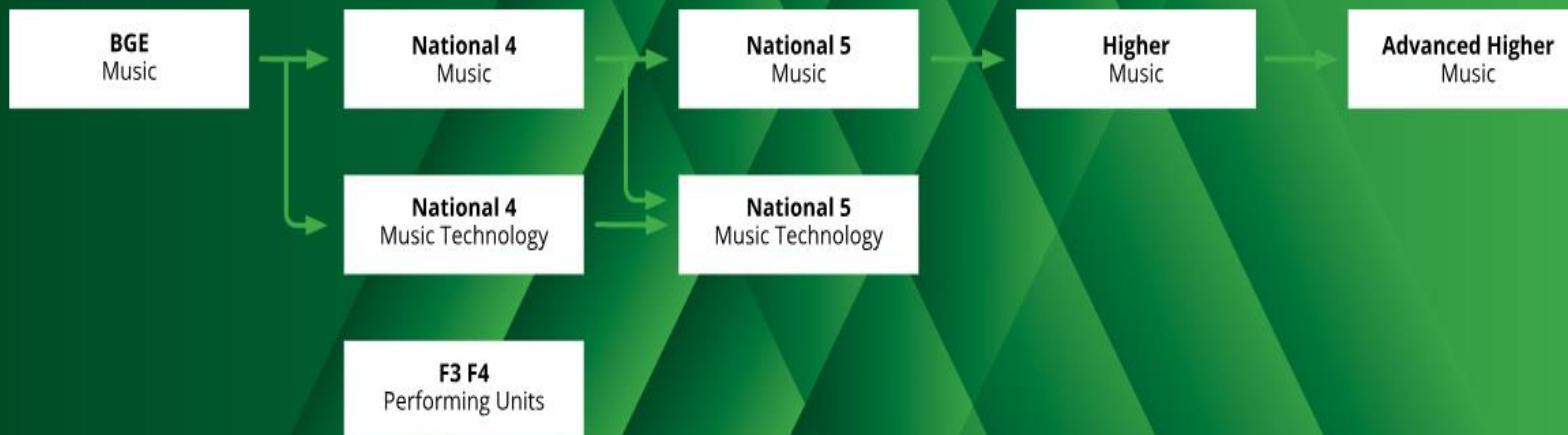 BGE
Music
National 4
Music
National 5
Music
Higher
Music
Advanced Higher
Music
National 4
Music Technology
National 5
Music Technology
F3 F4
Performing Units